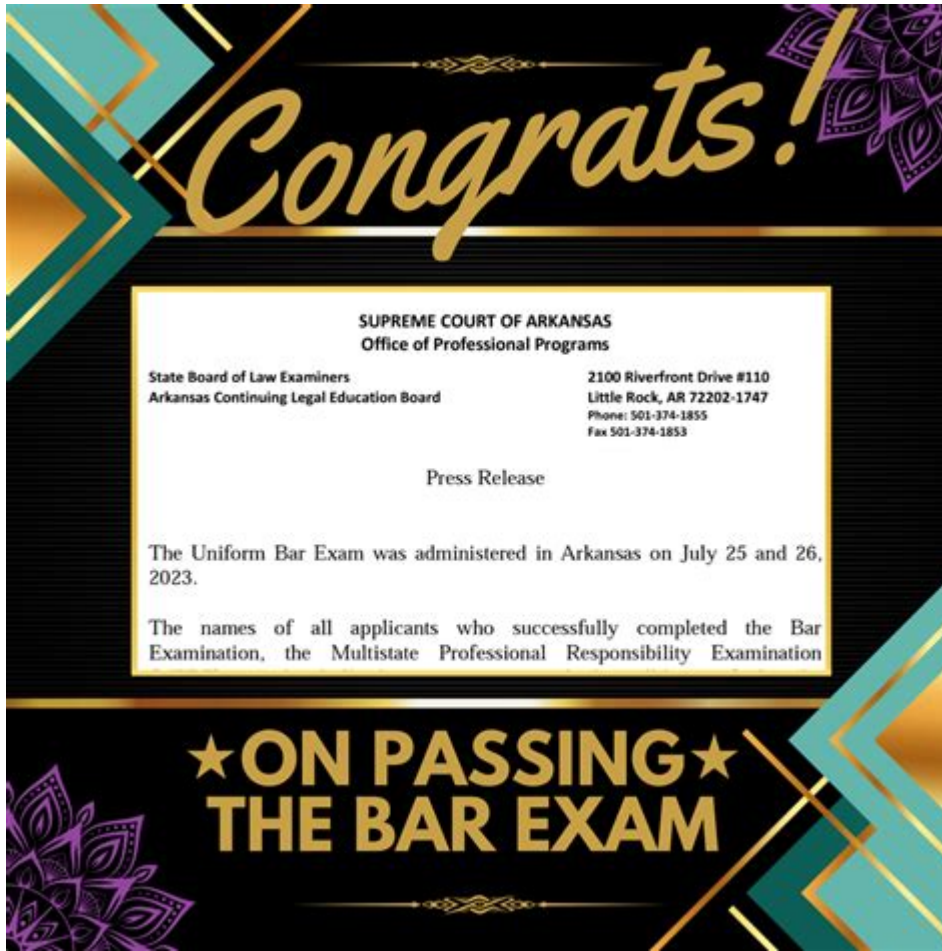 Congrats!
SUPREME COURT OF ARKANSAS
Office of Professional Programs
State Board of Law Examiners
Arkansas Continuing Legal Education Board
2100 Riverfront Drive #110
Little Rock, AR 72202-1747
Phone: 501-374-1855
Fax 501-374-1853
Press Release
The Uniform Bar Exam was administered in Arkansas on July 25 and 26,
2023.
The names of all applicants who successfully completed the Bar
Examination, the Multistate Professional Responsibility Examination
★ON PASSING★
THE BAR EXAM